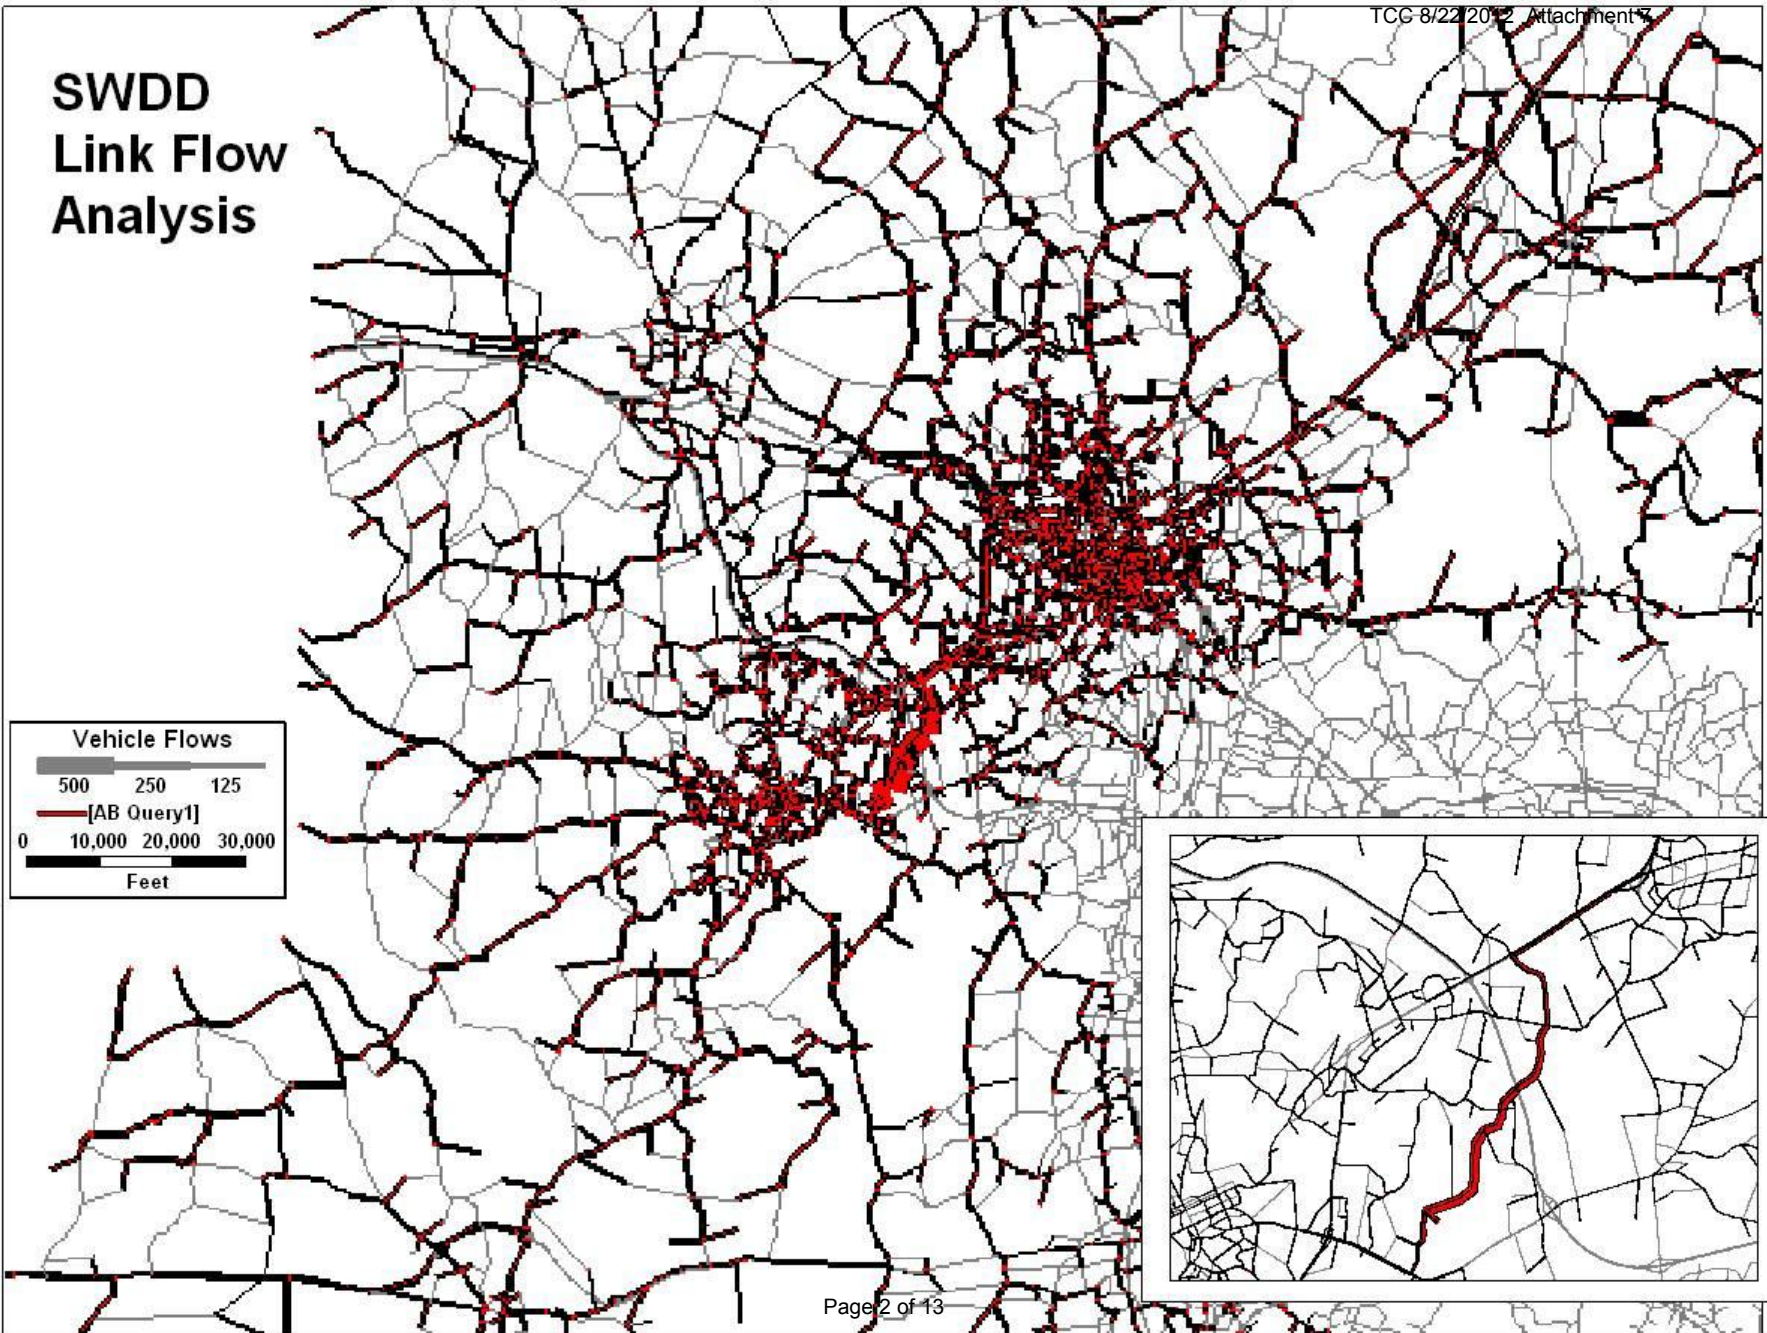 TCC 8/22/2012 Attachment 7
SWDD
Link Flow
Analysis
Vehicle Flows
500 250 125
[AB Query1]
0 10,000 20,000 30,000
Feet
Page 2 of 13